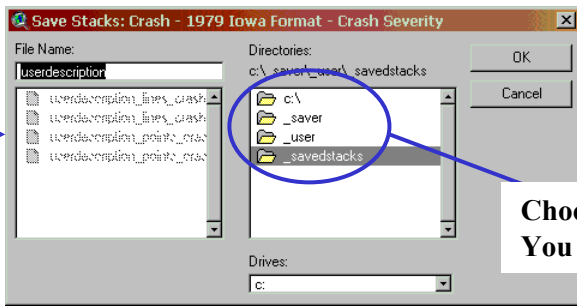 Save Stacks: Crash - 1979 Iowa Format - Crash Severity
File Name:
userdescription
userdescription_lines_crash
userdescription_lines_crash
userdescription_points_cras
userdescription_points_cras
Directories:
c:\_saver\_user\_savedstacks
c:\
_saver
_user
_savedstacks
Drives:
c:
OK
Cancel
You